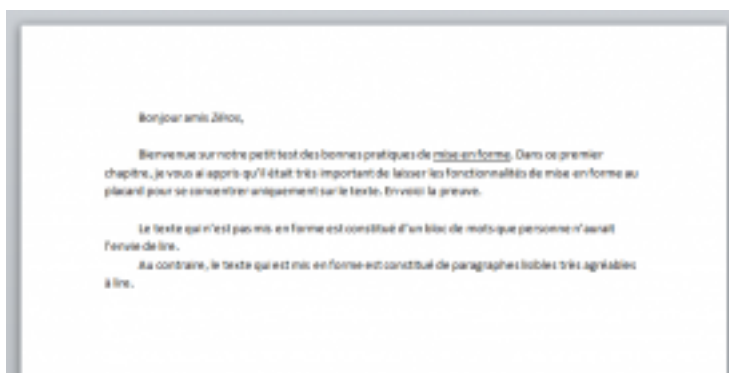 Bonjour amis Zéros,
Bienvenue sur notre petit test des bonnes pratiques de mise en forme. Dans ce premier
chapitre, je vous ai appris qu'il était très important de laisser les fonctionnalités de mise en forme au
placard pour se concentrer uniquement sur le texte. En voici la preuve.
Le texte qui n'est pas mis en forme est constitué d'un bloc de mots que personne n'aurait
l'envie de lire.
Au contraire, le texte qui est mis en forme est constitué de paragraphes lisibles très agréables
à lire.